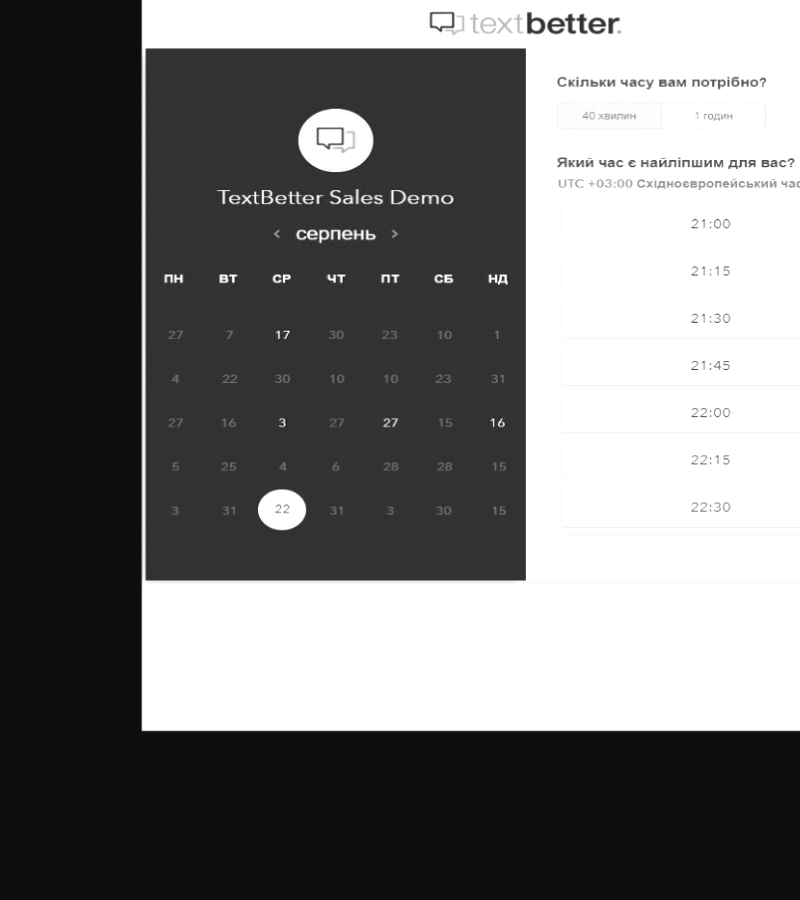 textbetter.
TextBetter Sales Demo
< серпень >
ПН ВТ СР ЧТ ПТ СБ НД
27 7 17 30 23 10 1
4 22 30 10 10 23 31
27 16 3 27 27 15 16
5 25 4 6 28 28 15
3 31 22 31 3 30 15
Скільки часу вам потрібно?
40 хвилин 1 годин
Який час є найліпшим для вас?
UTC +03:00 Східноєвропейський час
21:00
21:15
21:30
21:45
22:00
22:15
22:30